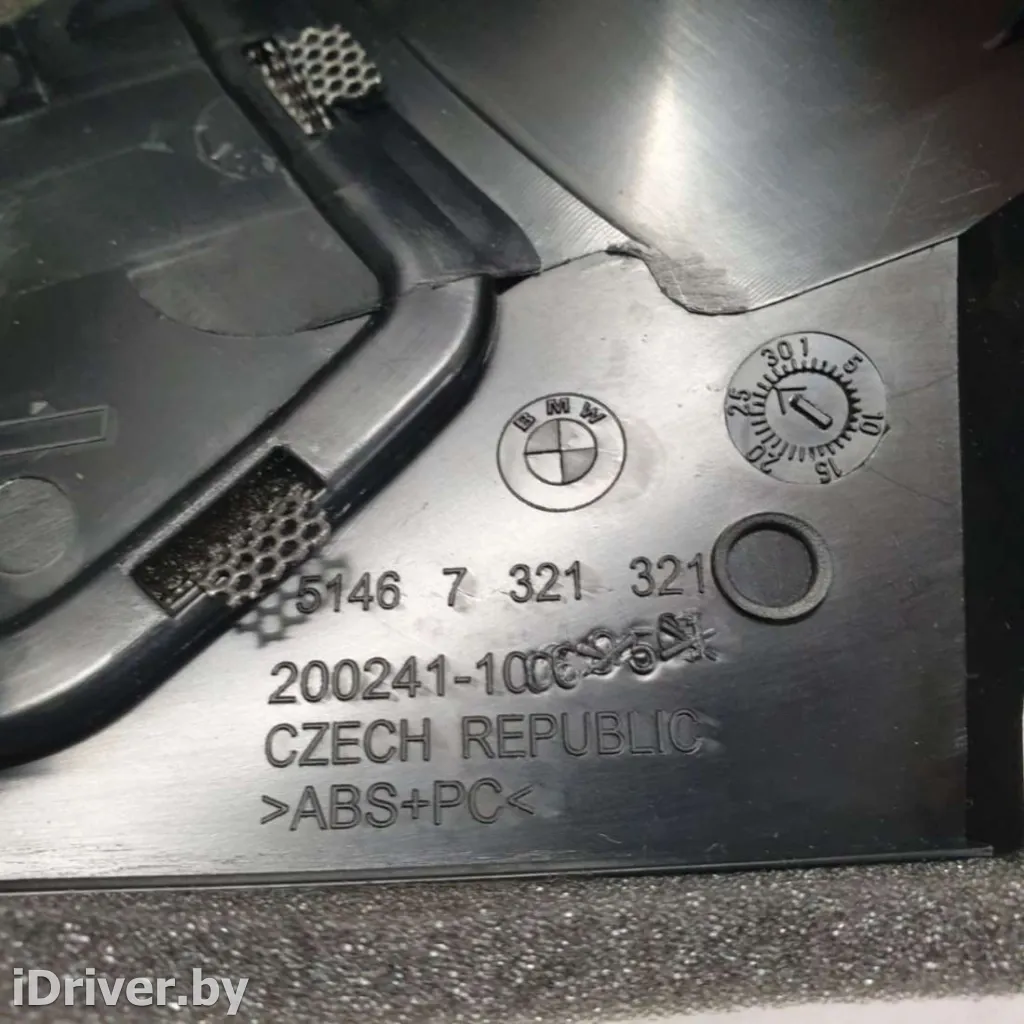 30 1 5 10 15 20 25
BMW
5146 7 321 321
200241-100
CZECH REPUBLIC
>ABS+PC<
iDriver.by